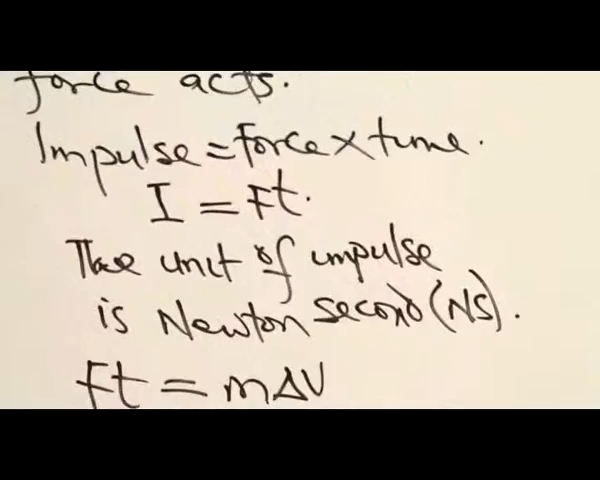 force acts.
Impulse = Force × time.
I = Ft.
The unit of impulse
is Newton second (NS).
Ft = mΔV